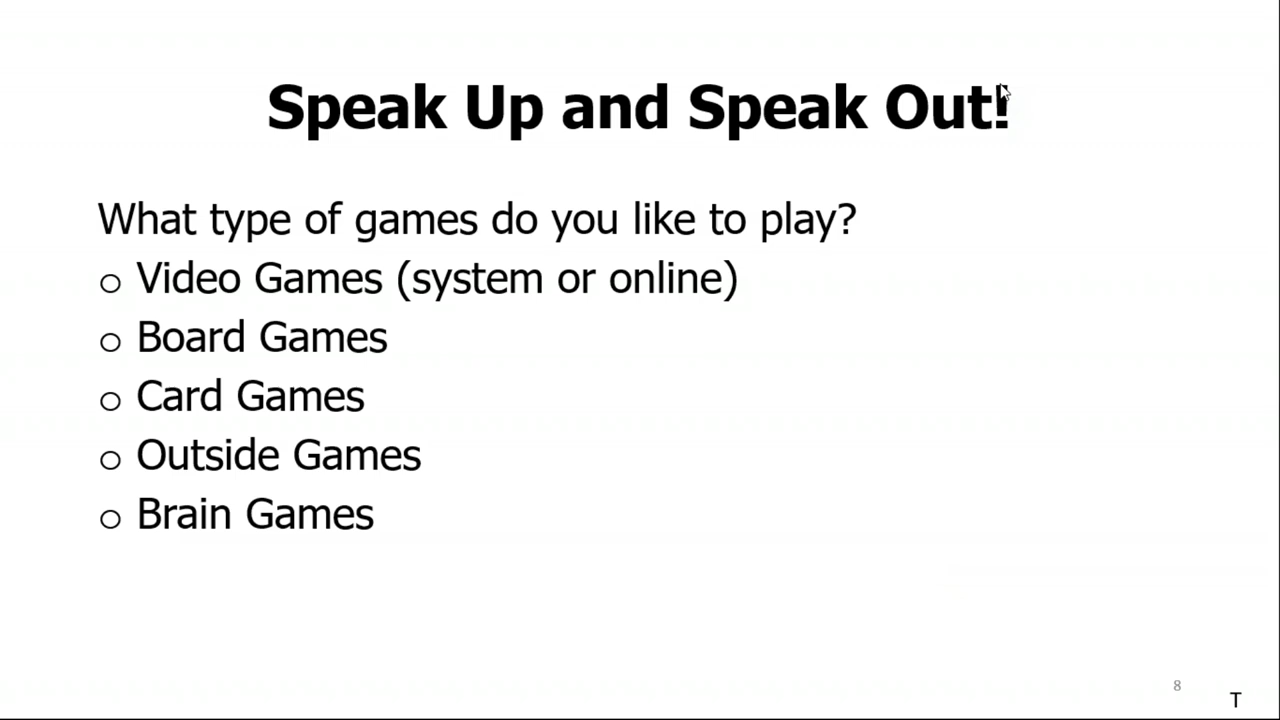 Speak Up and Speak Out!
What type of games do you like to play?
o Video Games (system or online)
o Board Games
o Card Games
o Outside Games
o Brain Games
8
T